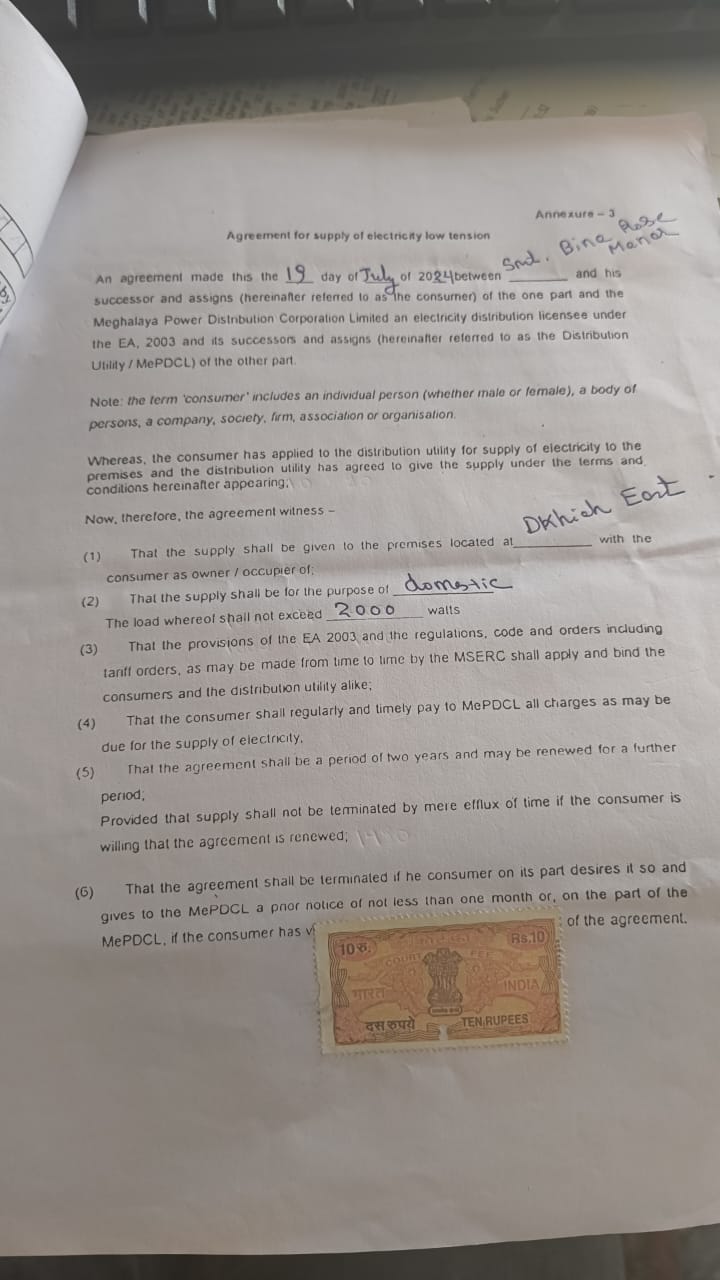 Annexure - 3
Agreement for supply of electricity low tension
Smt. Bina Rose
Manar
An agreement made this the 19 day of July of 2024 between ______ and his
successor and assigns (hereinafter referred to as the consumer) of the one part and the
Meghalaya Power Distribution Corporation Limited an electricity distribution licensee under
the EA, 2003 and its successors and assigns (hereinafter referred to as the Distribution
Utility / MePDCL) of the other part.
Note: the term 'consumer' includes an individual person (whether male or female), a body of
persons, a company, society, firm, association or organisation.
Whereas, the consumer has applied to the distribution utility for supply of electricity to the
premises and the distribution utility has agreed to give the supply under the terms and
conditions hereinafter appearing;
Now, therefore, the agreement witness –
Dkhiah East
(1) That the supply shall be given to the premises located at ______ with the
consumer as owner / occupier of;
(2) That the supply shall be for the purpose of domestic
The load whereof shall not exceed 2000 watts
(3) That the provisions of the EA 2003 and the regulations, code and orders including
tariff orders, as may be made from time to time by the MSERC shall apply and bind the
consumers and the distribution utility alike;
(4) That the consumer shall regularly and timely pay to MePDCL all charges as may be
due for the supply of electricity,
(5) That the agreement shall be a period of two years and may be renewed for a further
period;
Provided that supply shall not be terminated by mere efflux of time if the consumer is
willing that the agreement is renewed;
(6) That the agreement shall be terminated if he consumer on its part desires it so and
gives to the MePDCL a prior notice of not less than one month or, on the part of the
MePDCL, if the consumer has v of the agreement.
10 रु. Rs.10
COURT FEE
भारत INDIA
दस रुपये TEN RUPEES